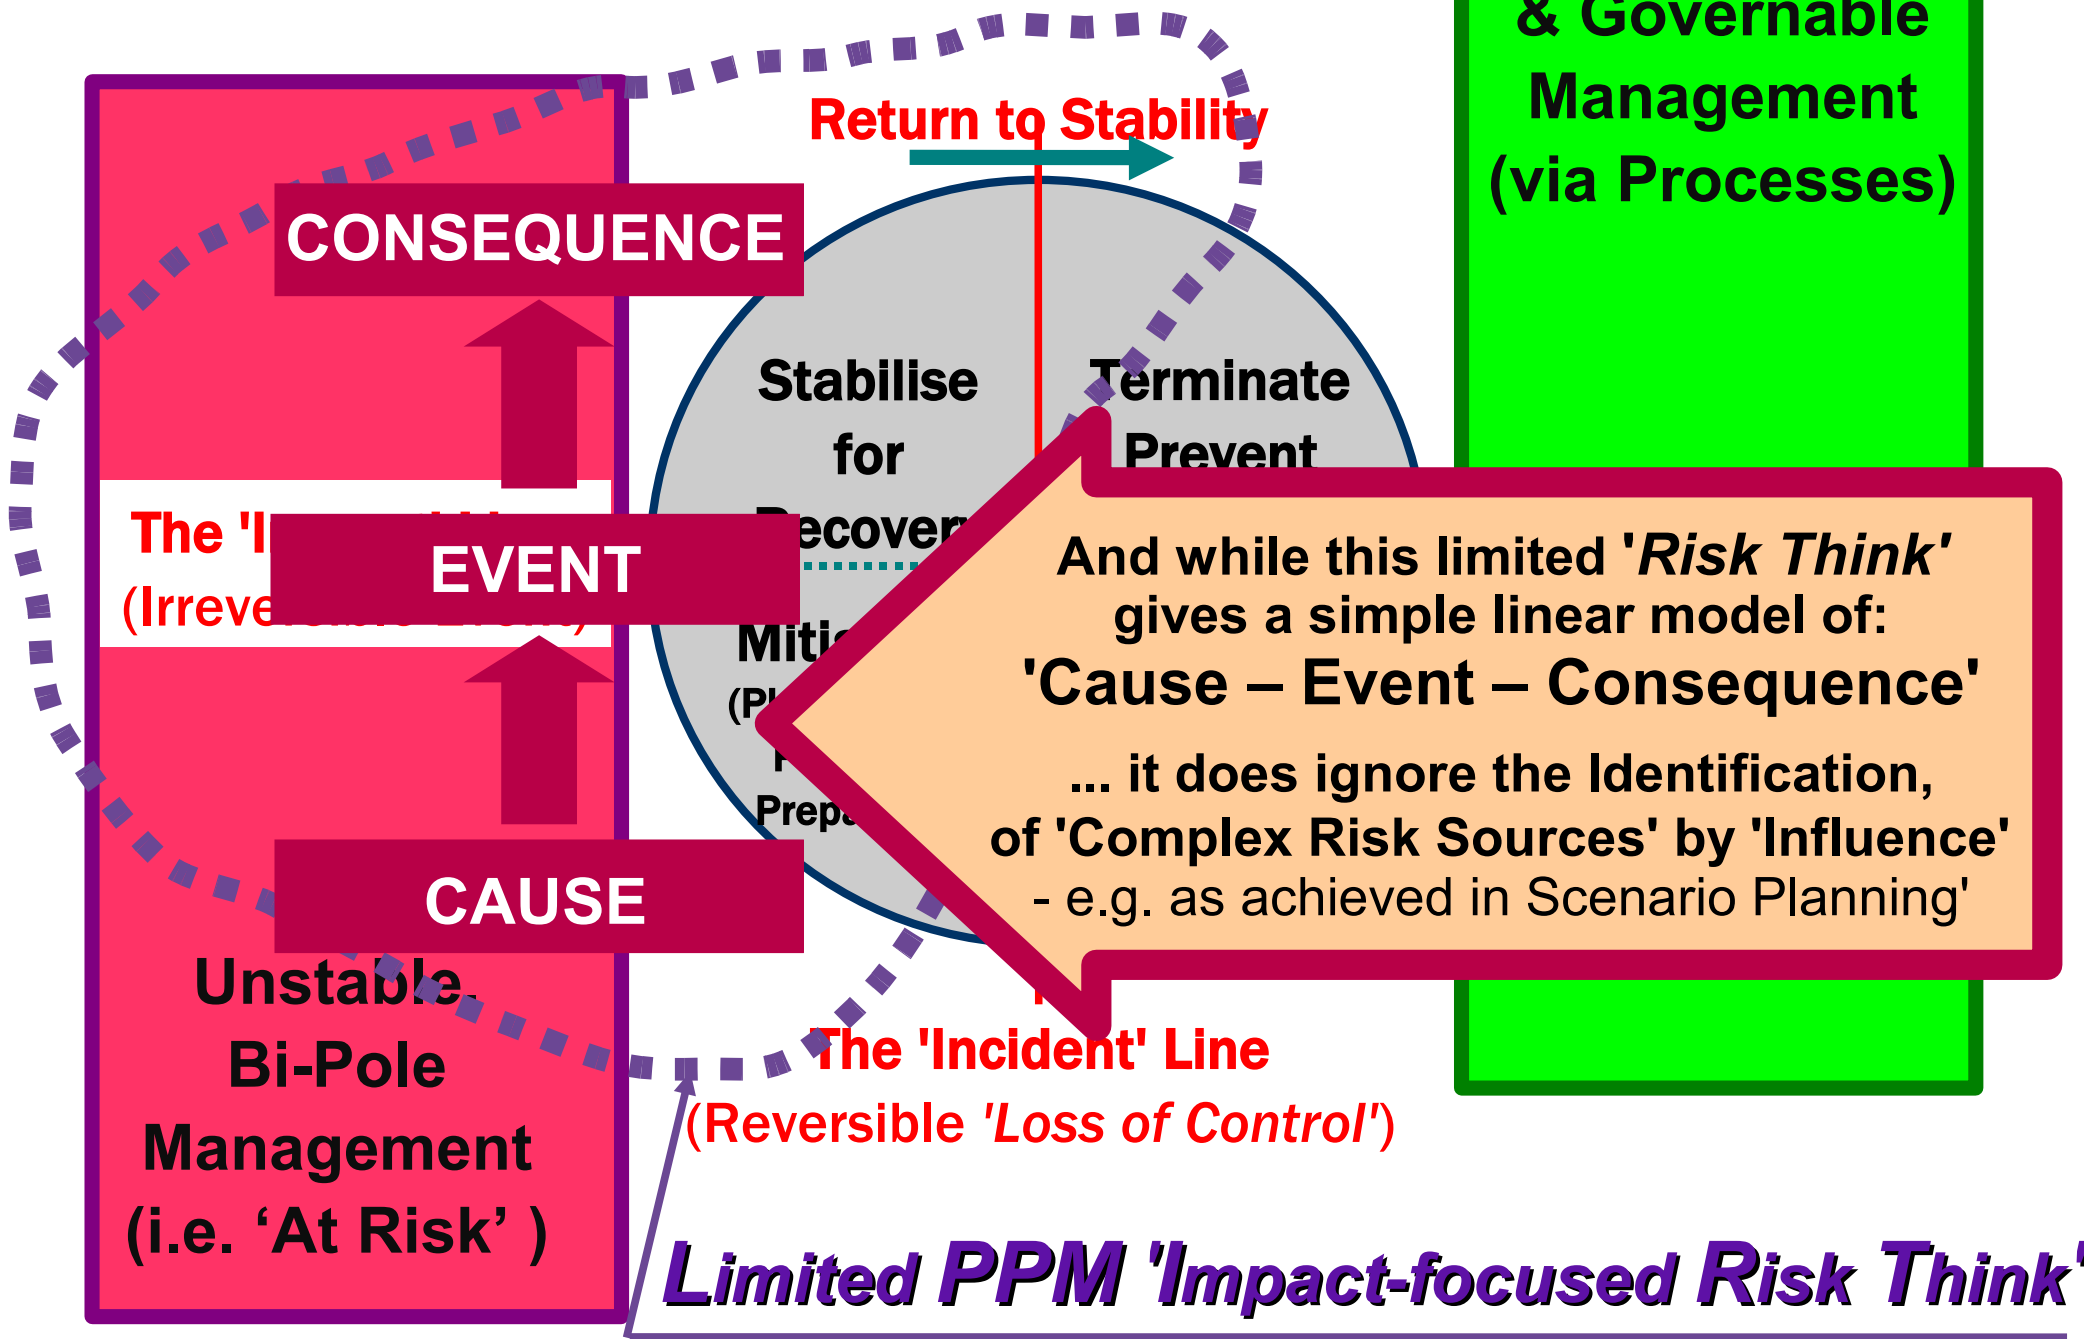 & Governable
Management
(via Processes)
Return to Stability
CONSEQUENCE
Stabilise
for
Recovery
Terminate
Prevent
The
EVENT
And while this limited 'Risk Think'
gives a simple linear model of:
'Cause – Event – Consequence'
... it does ignore the Identification,
of 'Complex Risk Sources' by 'Influence'
- e.g. as achieved in Scenario Planning'
CAUSE
Unstable,
Bi-Pole
Management
(i.e. ‘At Risk’ )
The 'Incident' Line
(Reversible 'Loss of Control')
Limited PPM 'Impact-focused Risk Think'